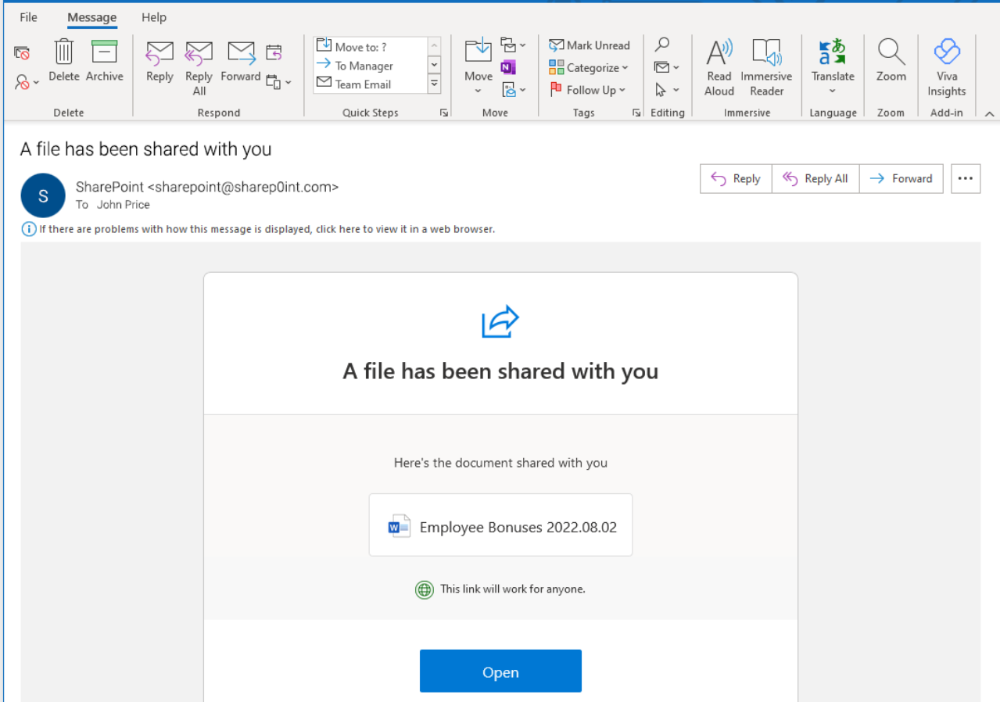 File Message Help
Move to: ?
To Manager
Team Email
Mark Unread
Categorize
Follow Up
Delete Archive
Reply Reply All Forward
Move
Read Aloud Immersive Reader
Translate
Zoom
Viva Insights
Delete Respond Quick Steps Move Tags Editing Immersive Language Zoom Add-in
A file has been shared with you
S
SharePoint <sharepoint@sharep0int.com>
To John Price
Reply Reply All Forward ...
If there are problems with how this message is displayed, click here to view it in a web browser.
A file has been shared with you
Here's the document shared with you
W Employee Bonuses 2022.08.02
This link will work for anyone.
Open